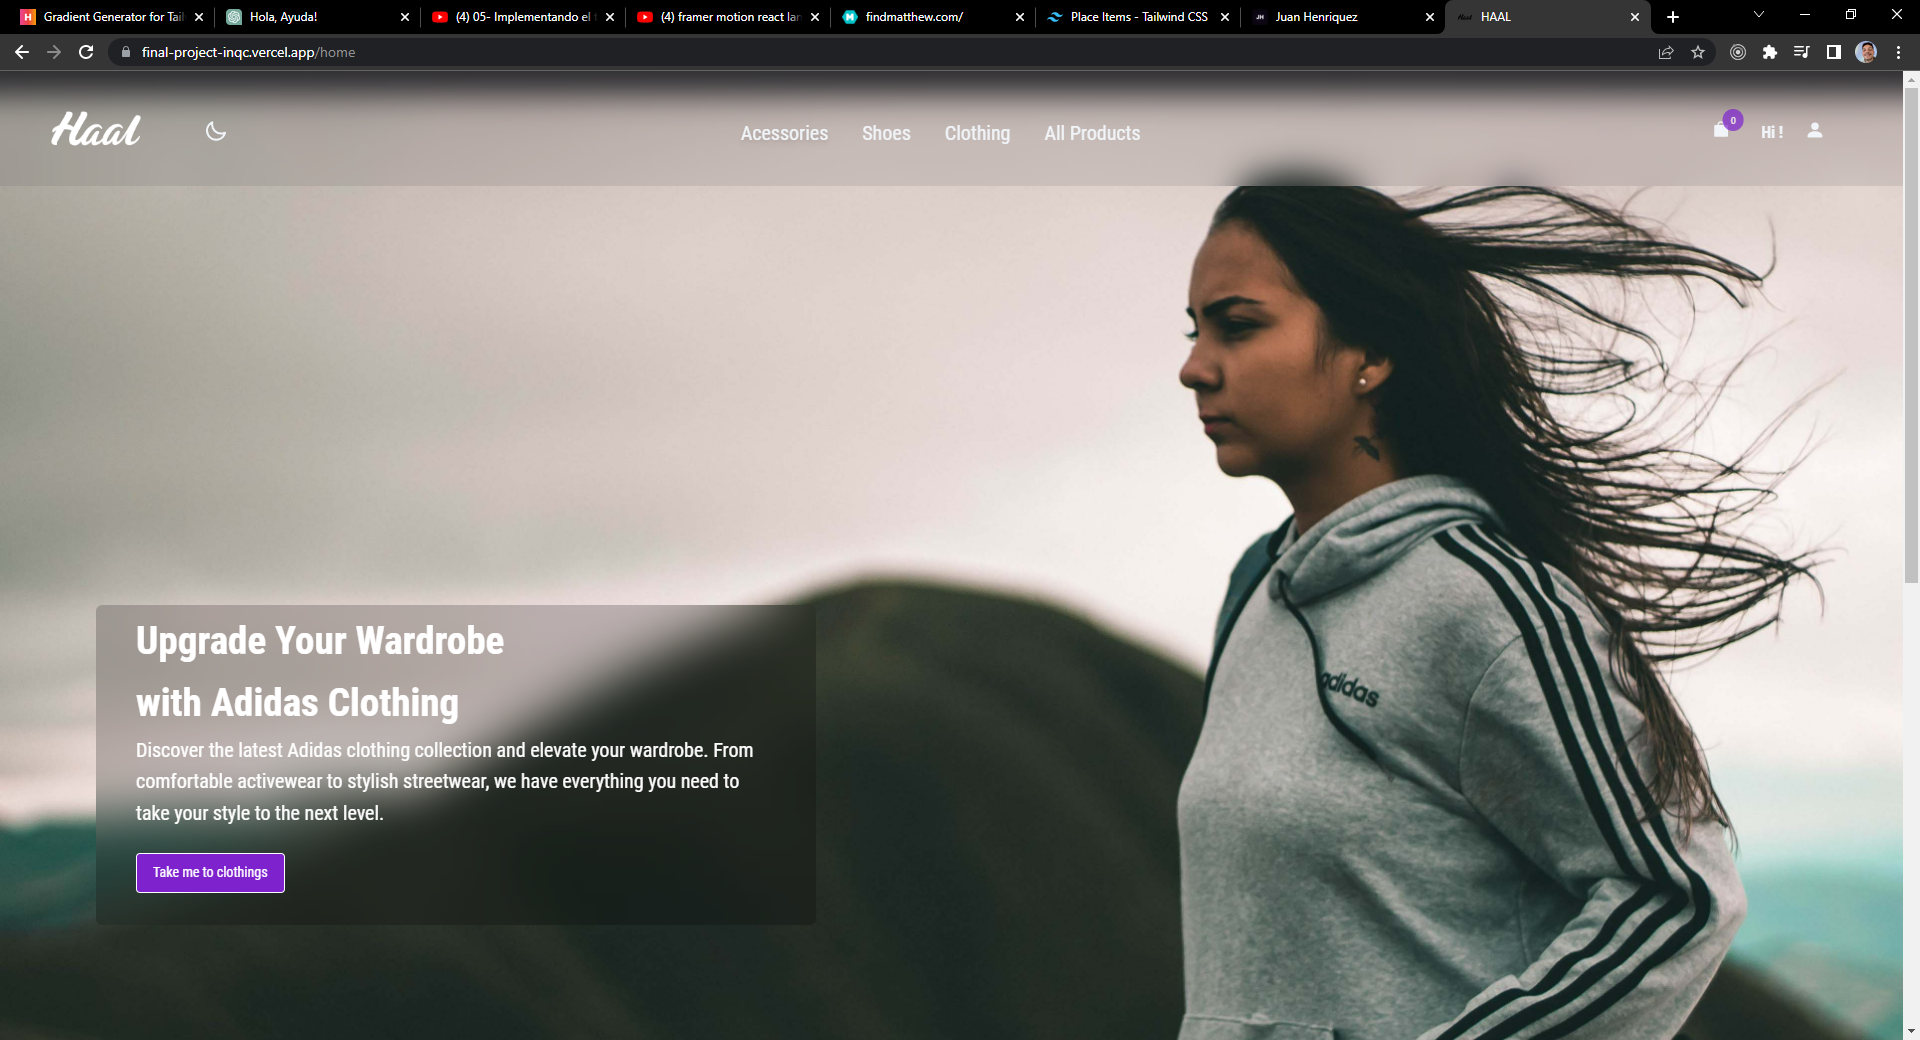 Gradient Generator for Tail
Hola, Ayuda!
(4) 05- Implementando el
(4) framer motion react lan
findmatthew.com/
Place Items - Tailwind CSS
Juan Henriquez
HAAL
final-project-inqc.vercel.app/home
Haal
Acessories
Shoes
Clothing
All Products
0
Hi !
adidas
Upgrade Your Wardrobe
with Adidas Clothing
Discover the latest Adidas clothing collection and elevate your wardrobe. From
comfortable activewear to stylish streetwear, we have everything you need to
take your style to the next level.
Take me to clothings